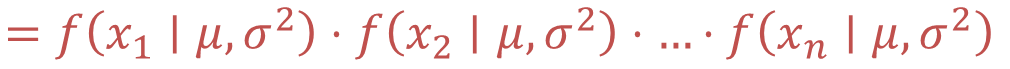 = f(x₁ | μ, σ²) · f(x₂ | μ, σ²) · … · f(xₙ | μ, σ²)